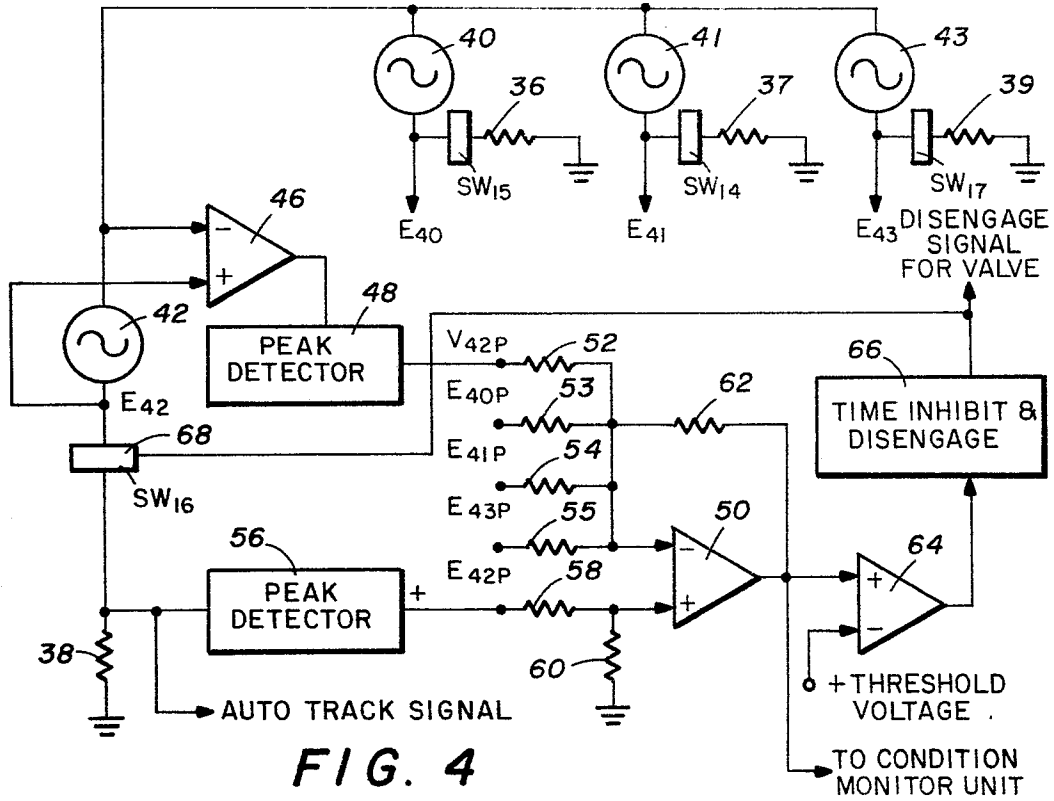 40
41
43
36
37
39
SW15
SW14
SW17
E40
E41
E43
DISENGAGE
SIGNAL
FOR VALVE
46
−
+
42
48
PEAK
DETECTOR
V42P
52
E40P
53
62
66
TIME INHIBIT &
DISENGAGE
E42
68
SW16
E41P
54
E43P
55
50
−
+
56
PEAK
DETECTOR
+
E42P
58
64
+
−
38
60
+ THRESHOLD
VOLTAGE .
AUTO TRACK SIGNAL
FIG. 4
TO CONDITION
MONITOR UNIT